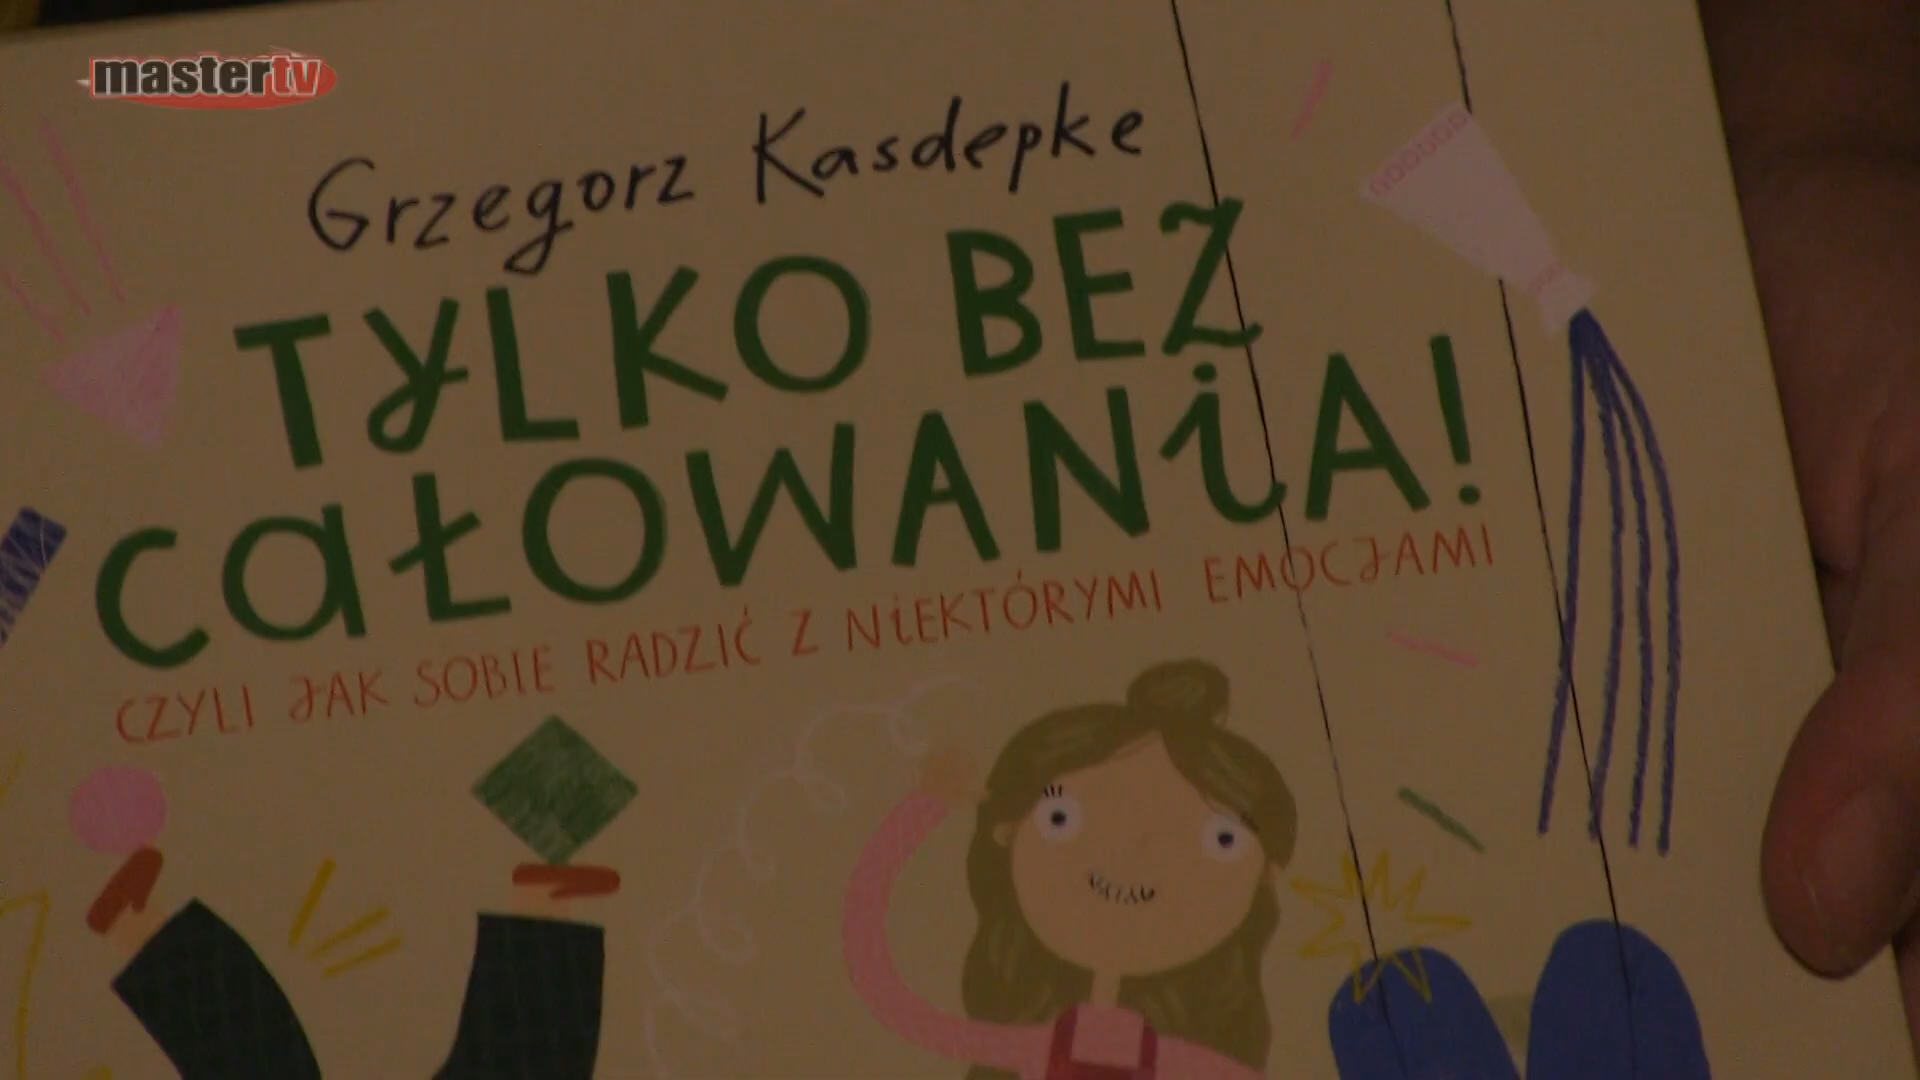 mastertv
Grzegorz Kasdepke
TYLKO BEZ
CAŁOWANIA!
CZYLI JAK SOBIE RADZIĆ Z NIEKTÓRYMI EMOCJAMI